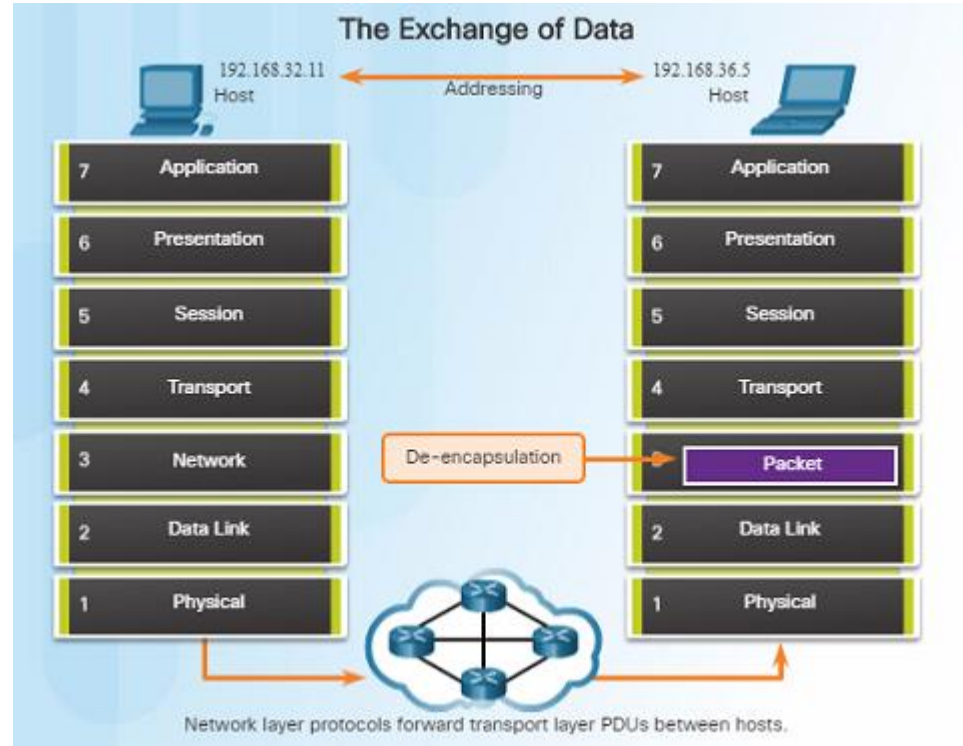 The Exchange of Data
192.168.32.11
Host
Addressing
192.168.36.5
Host
7 Application
6 Presentation
5 Session
4 Transport
3 Network
2 Data Link
1 Physical
De-encapsulation
7 Application
6 Presentation
5 Session
4 Transport
Packet
2 Data Link
1 Physical
Network layer protocols forward transport layer PDUs between hosts.